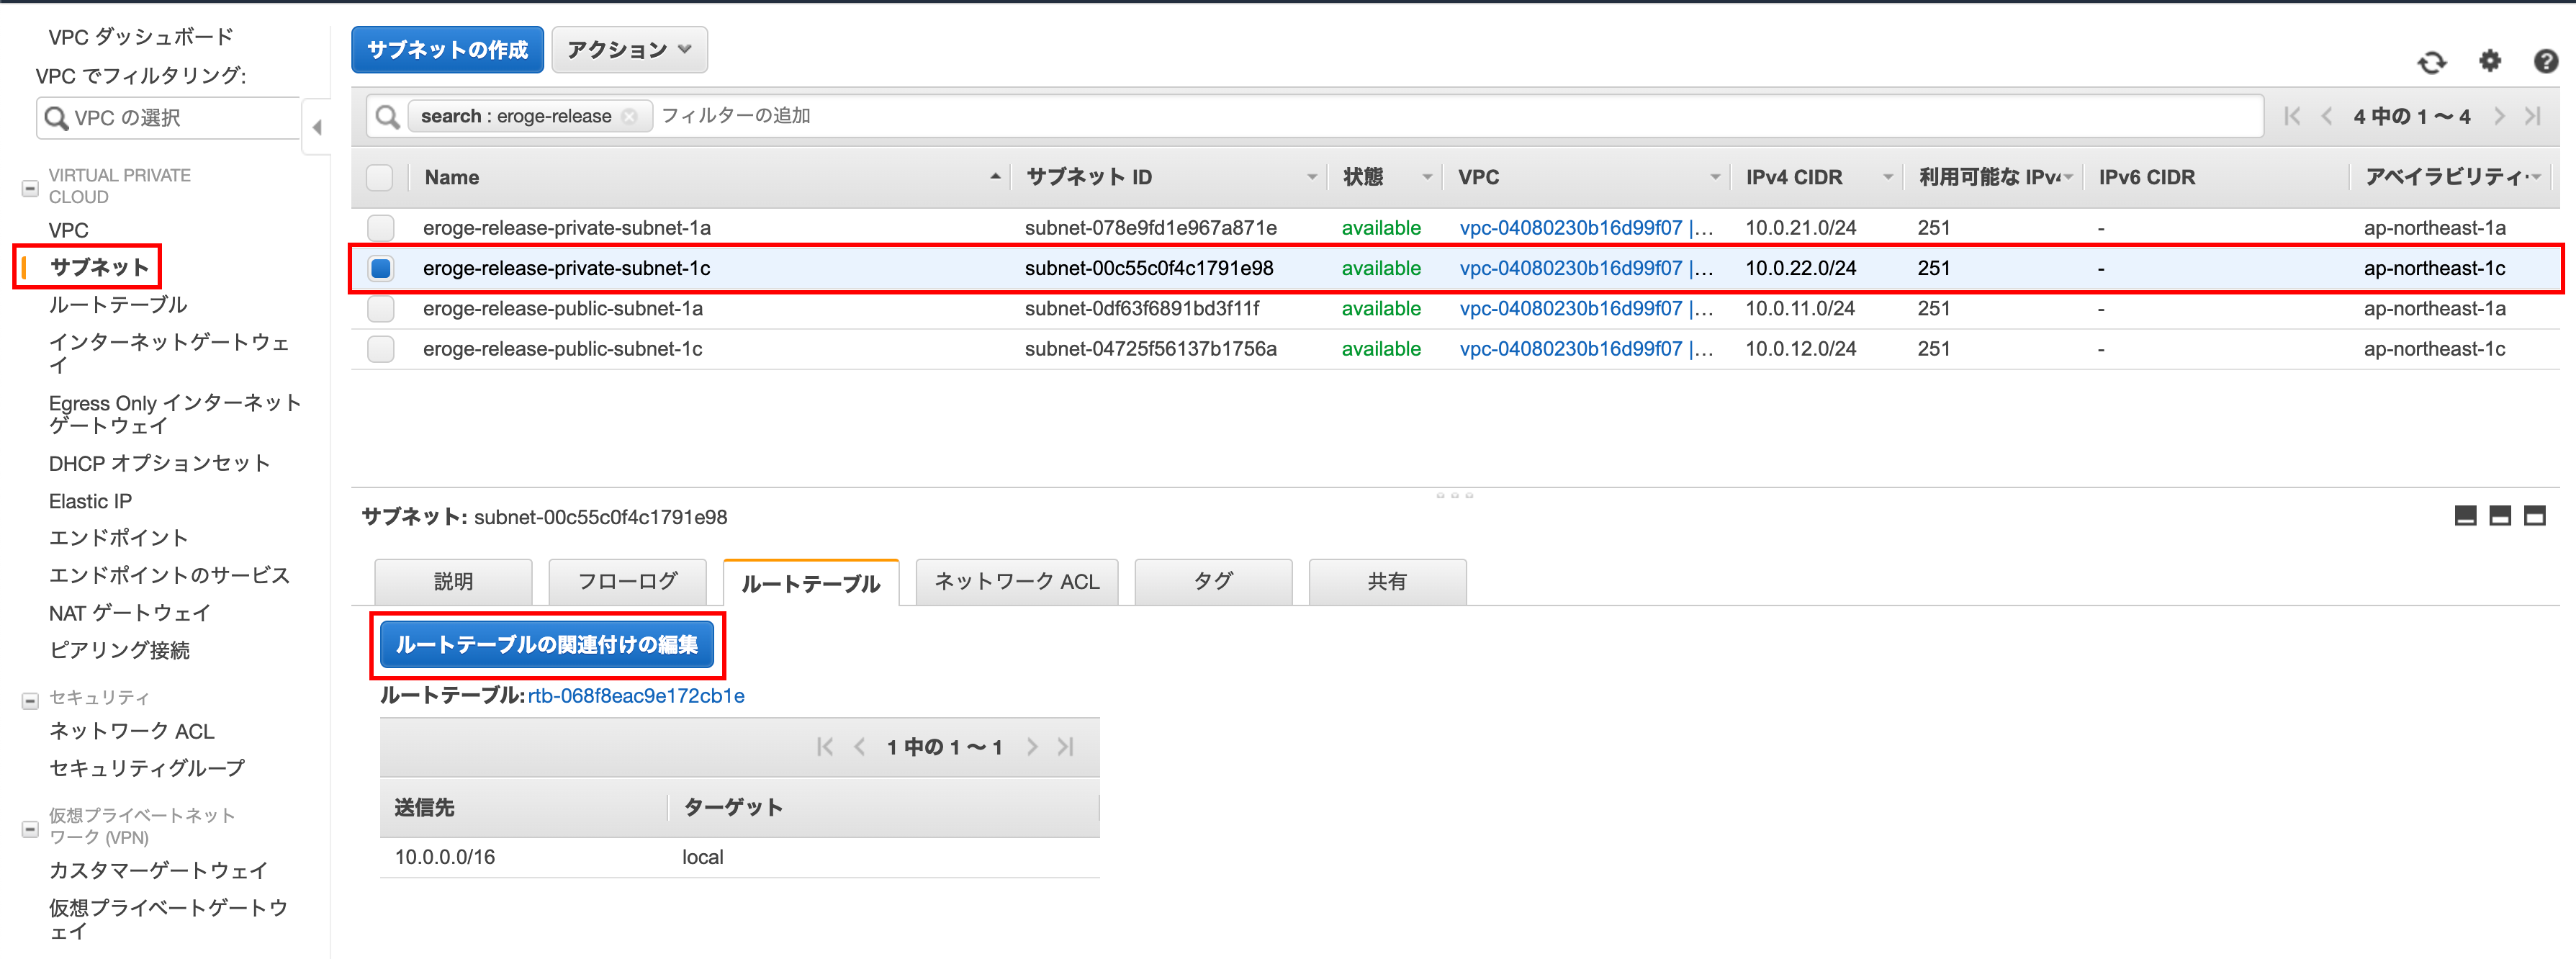 VPC ダッシュボード
VPC でフィルタリング:
VPC の選択
VIRTUAL PRIVATE
CLOUD
VPC
サブネット
ルートテーブル
インターネットゲートウェ
イ
Egress Only インターネット
ゲートウェイ
DHCP オプションセット
Elastic IP
エンドポイント
エンドポイントのサービス
NAT ゲートウェイ
ピアリング接続
セキュリティ
ネットワーク ACL
セキュリティグループ
仮想プライベートネット
ワーク (VPN)
カスタマーゲートウェイ
仮想プライベートゲートウ
ェイ
サブネットの作成 アクション
search : eroge-release フィルターの追加 4 中の 1 〜 4
Name サブネット ID 状態 VPC IPv4 CIDR 利用可能な IPv4 IPv6 CIDR アベイラビリティ
eroge-release-private-subnet-1a subnet-078e9fd1e967a871e available vpc-04080230b16d99f07 |... 10.0.21.0/24 251 - ap-northeast-1a
eroge-release-private-subnet-1c subnet-00c55c0f4c1791e98 available vpc-04080230b16d99f07 |... 10.0.22.0/24 251 - ap-northeast-1c
eroge-release-public-subnet-1a subnet-0df63f6891bd3f11f available vpc-04080230b16d99f07 |... 10.0.11.0/24 251 - ap-northeast-1a
eroge-release-public-subnet-1c subnet-04725f56137b1756a available vpc-04080230b16d99f07 |... 10.0.12.0/24 251 - ap-northeast-1c
サブネット: subnet-00c55c0f4c1791e98
説明 フローログ ルートテーブル ネットワーク ACL タグ 共有
ルートテーブルの関連付けの編集
ルートテーブル: rtb-068f8eac9e172cb1e
1 中の 1 〜 1
送信先 ターゲット
10.0.0.0/16 local